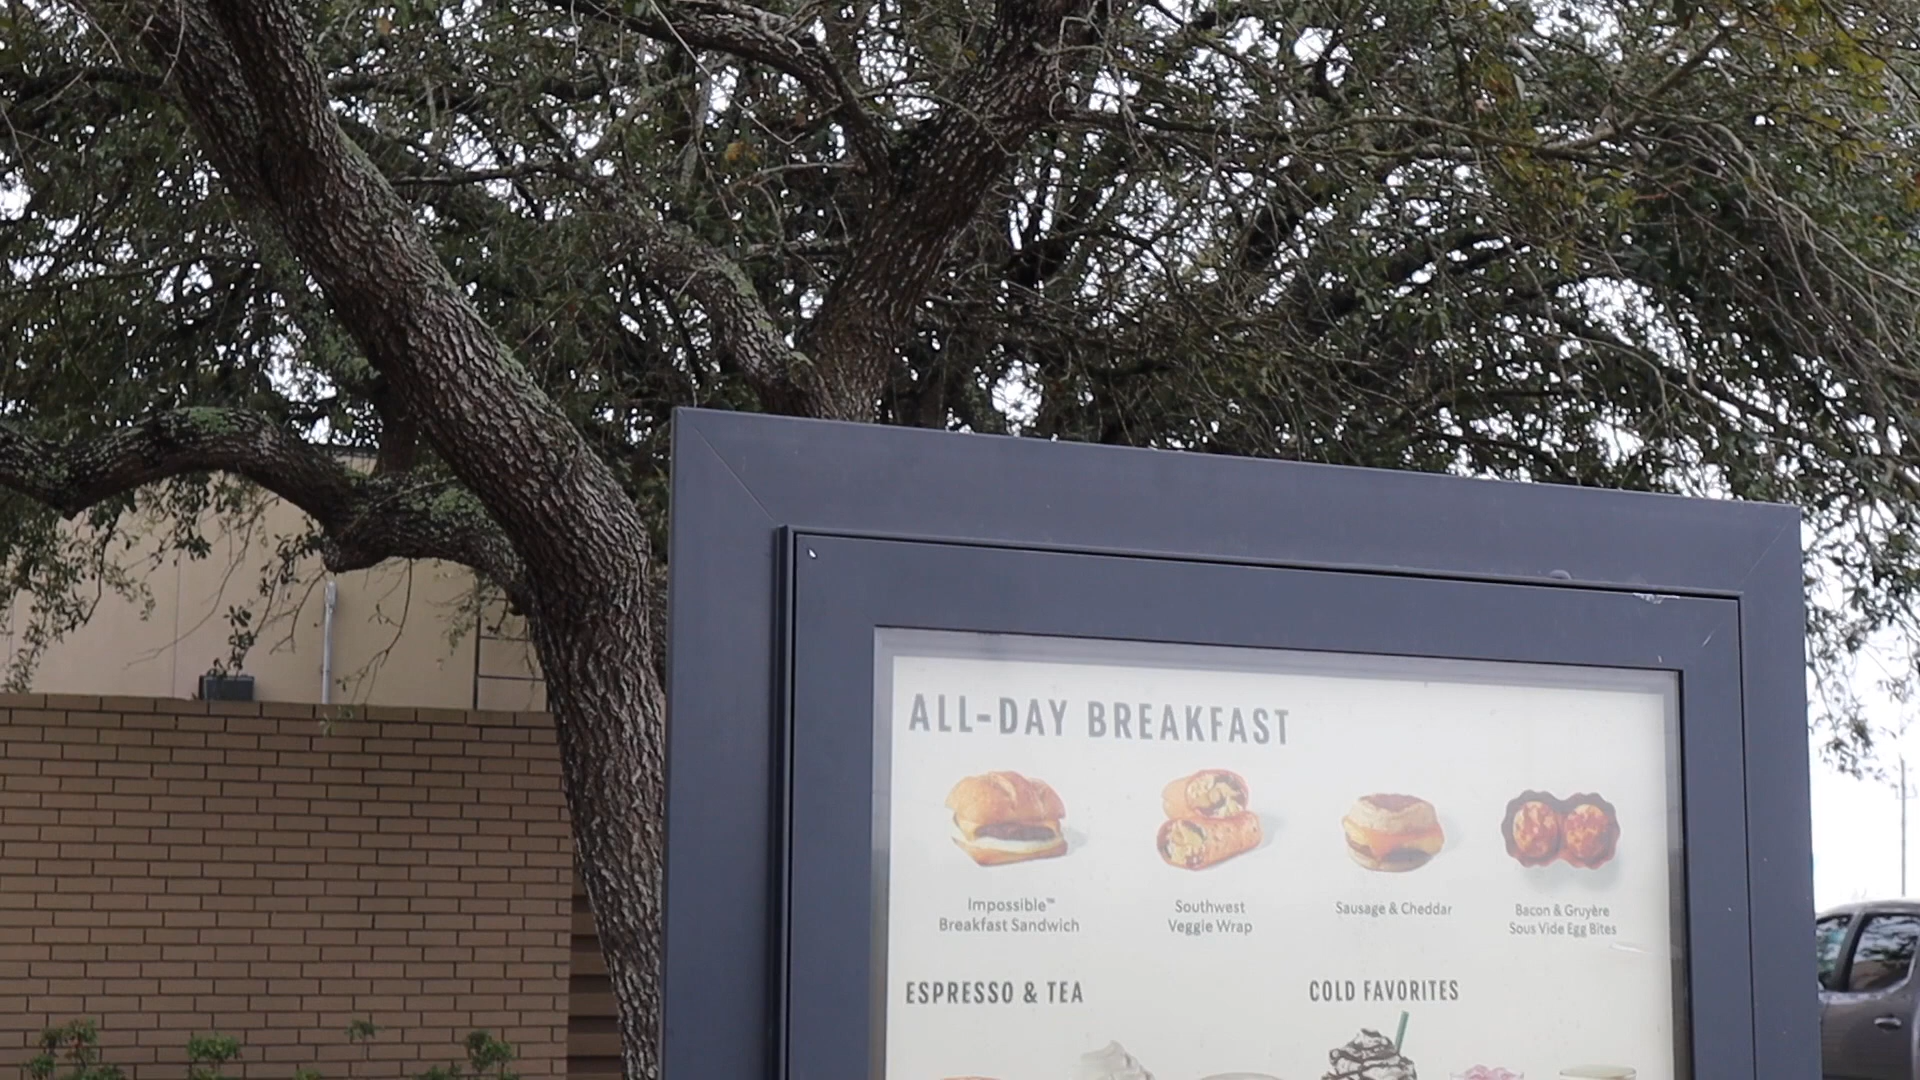 ALL-DAY BREAKFAST
Impossible™
Breakfast Sandwich
Southwest
Veggie Wrap
Sausage & Cheddar
Bacon & Gruyère
Sous Vide Egg Bites
ESPRESSO & TEA
COLD FAVORITES